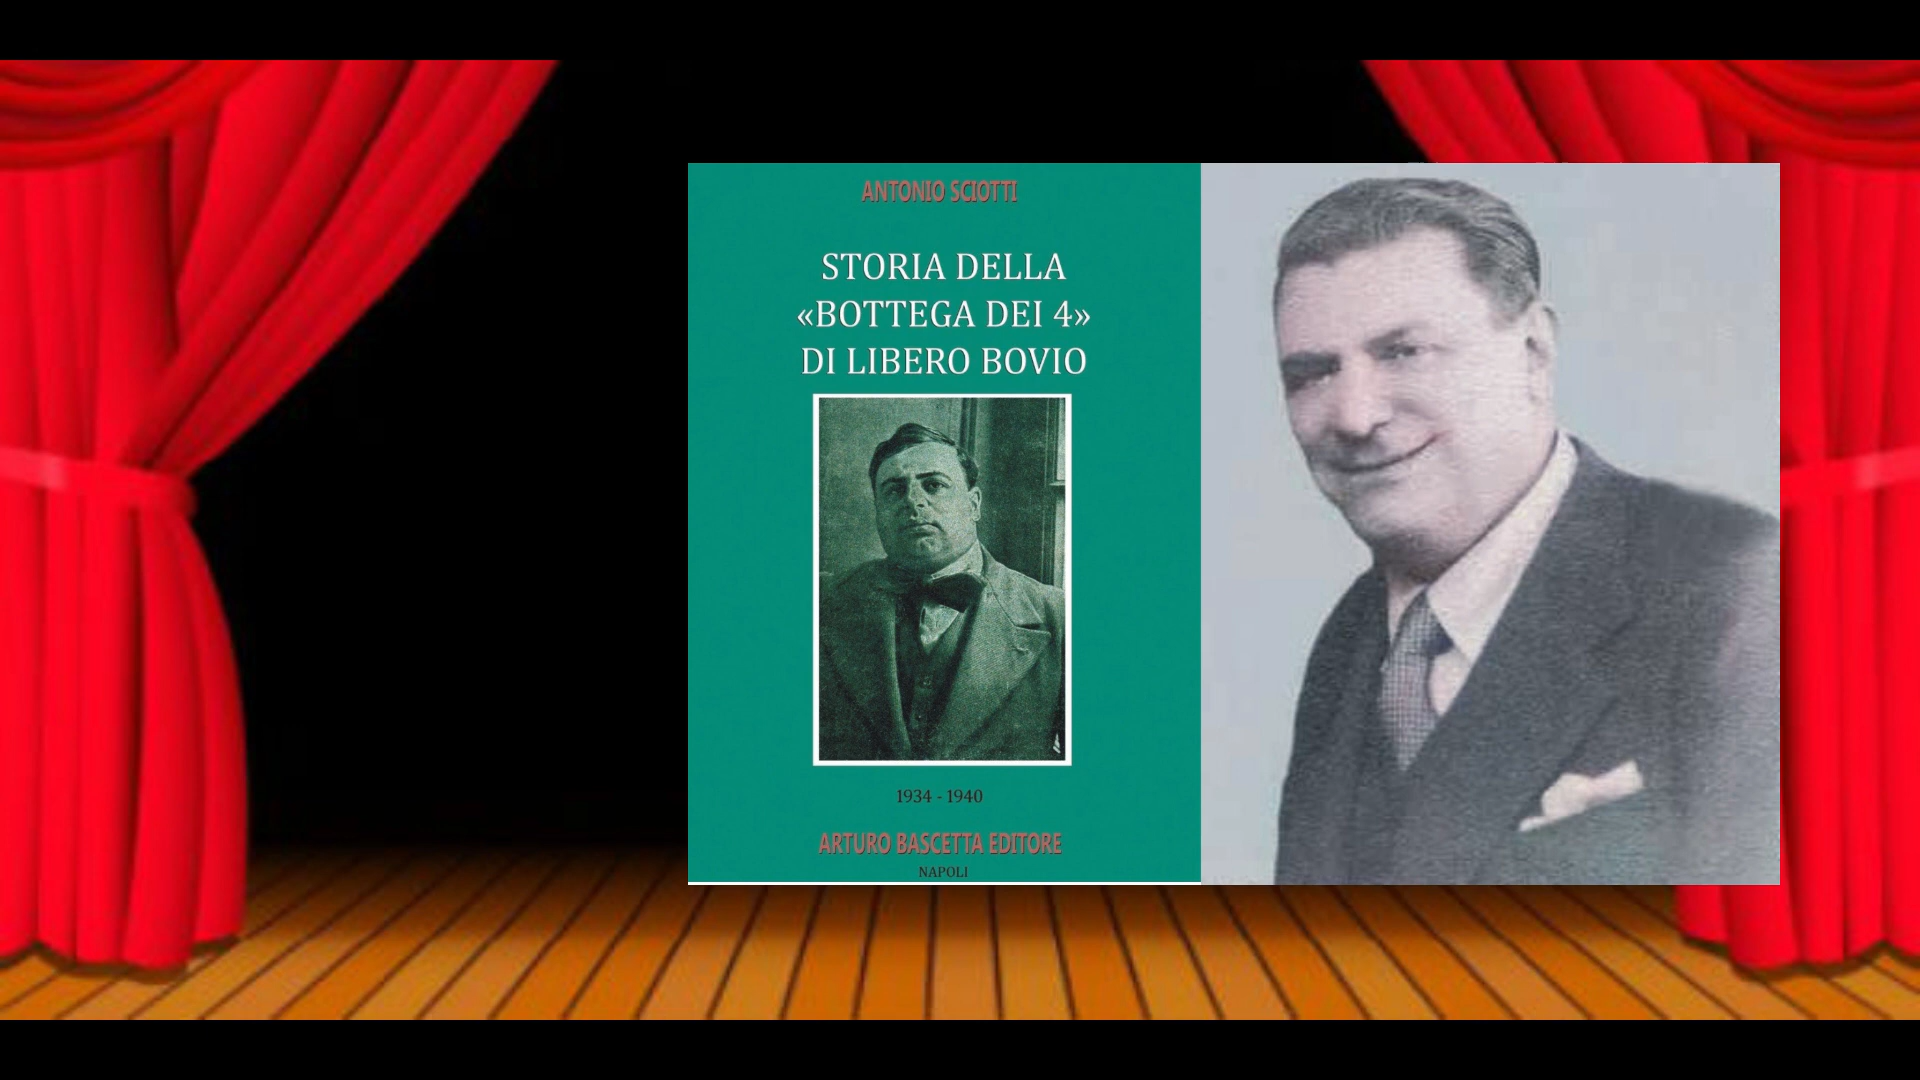 ANTONIO SCIOTTI
STORIA DELLA
«BOTTEGA DEI 4»
DI LIBERO BOVIO
1934 - 1940
ARTURO BASCETTA EDITORE
NAPOLI